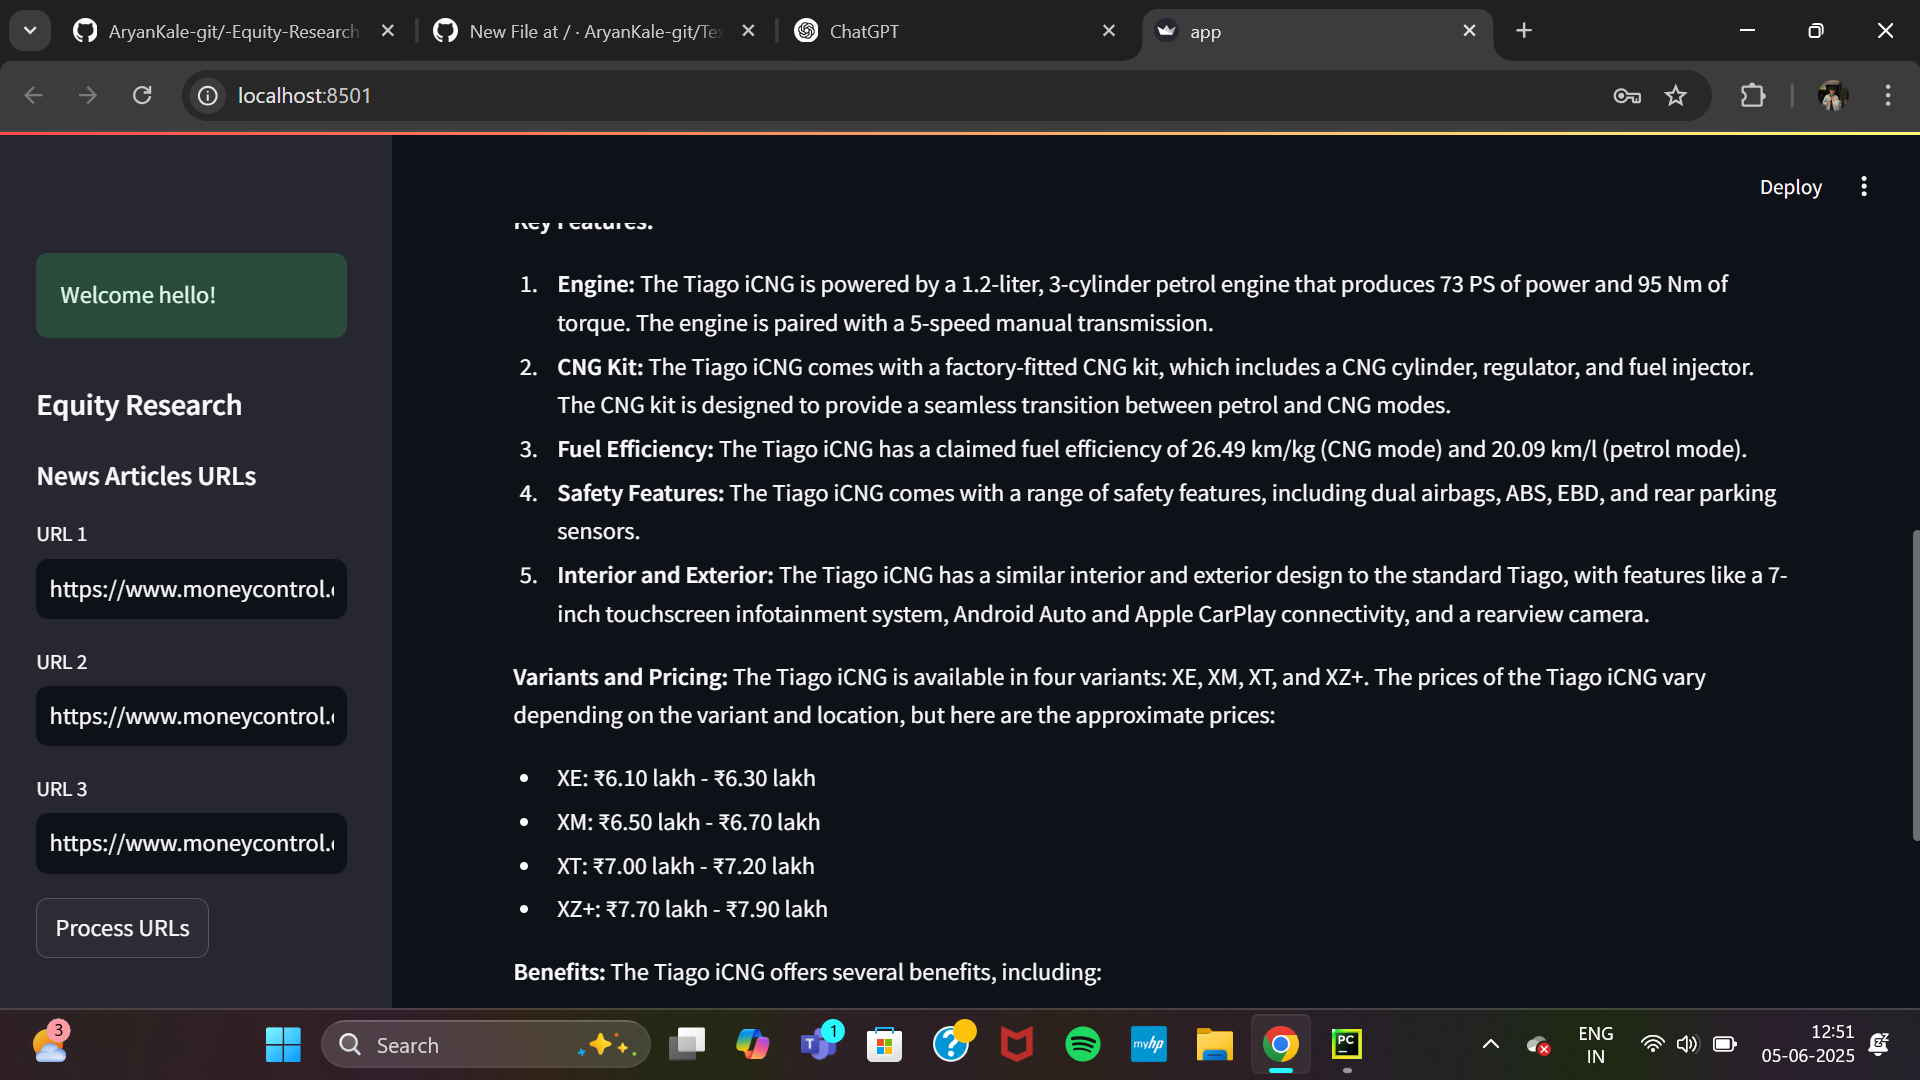 AryanKale-git/-Equity-Research
New File at / · AryanKale-git/Te
ChatGPT
app
localhost:8501
Deploy
Welcome hello!
Equity Research
News Articles URLs
URL 1
https://www.moneycontrol.
URL 2
https://www.moneycontrol.
URL 3
https://www.moneycontrol.
Process URLs
Key Features:
1. Engine: The Tiago iCNG is powered by a 1.2-liter, 3-cylinder petrol engine that produces 73 PS of power and 95 Nm of
torque. The engine is paired with a 5-speed manual transmission.
2. CNG Kit: The Tiago iCNG comes with a factory-fitted CNG kit, which includes a CNG cylinder, regulator, and fuel injector.
The CNG kit is designed to provide a seamless transition between petrol and CNG modes.
3. Fuel Efficiency: The Tiago iCNG has a claimed fuel efficiency of 26.49 km/kg (CNG mode) and 20.09 km/l (petrol mode).
4. Safety Features: The Tiago iCNG comes with a range of safety features, including dual airbags, ABS, EBD, and rear parking
sensors.
5. Interior and Exterior: The Tiago iCNG has a similar interior and exterior design to the standard Tiago, with features like a 7-
inch touchscreen infotainment system, Android Auto and Apple CarPlay connectivity, and a rearview camera.
Variants and Pricing: The Tiago iCNG is available in four variants: XE, XM, XT, and XZ+. The prices of the Tiago iCNG vary
depending on the variant and location, but here are the approximate prices:
• XE: ₹6.10 lakh - ₹6.30 lakh
• XM: ₹6.50 lakh - ₹6.70 lakh
• XT: ₹7.00 lakh - ₹7.20 lakh
• XZ+: ₹7.70 lakh - ₹7.90 lakh
Benefits: The Tiago iCNG offers several benefits, including:
3
Search
1
myhp
PC
ENG
IN
12:51
05-06-2025